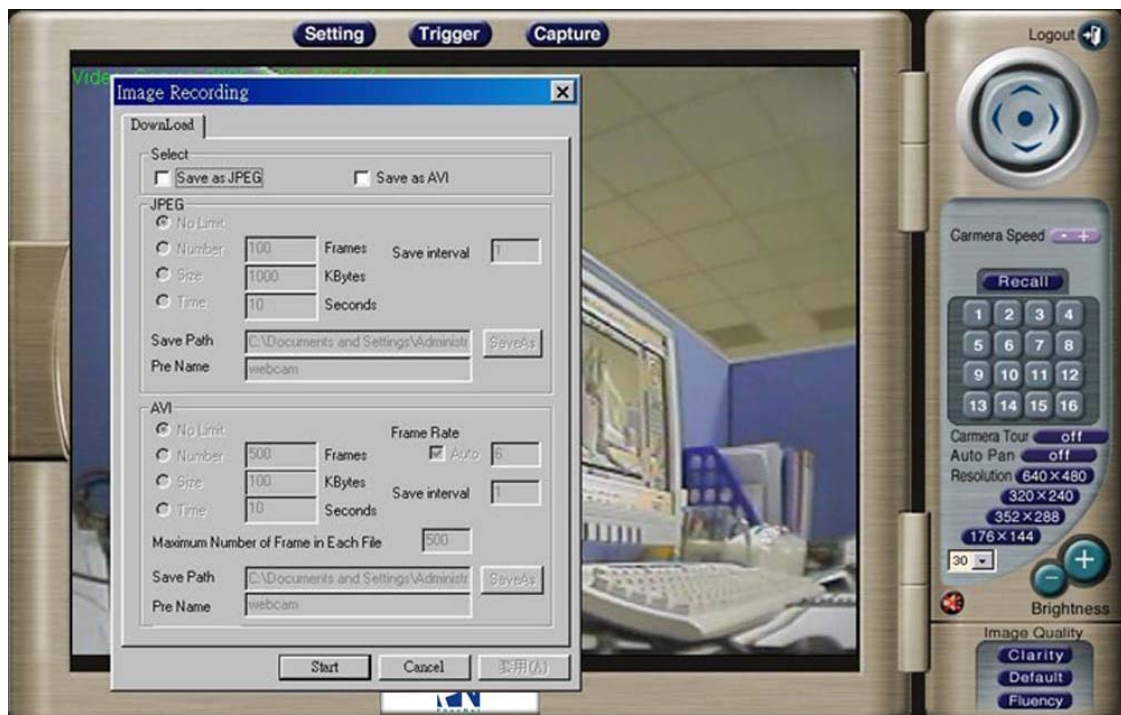 Setting Trigger Capture
Logout
Image Recording
DownLoad
Select
Save as JPEG Save as AVI
JPEG
No Limit
Number 100 Frames Save interval 1
Size 1000 KBytes
Time 10 Seconds
Save Path C:\Documents and Settings\Administr SaveAs
Pre Name webcam
AVI
No Limit Frame Rate
Number 500 Frames Auto 6
Size 100 KBytes
Save interval 1
Time 10 Seconds
Maximum Number of Frame in Each File 500
Save Path C:\Documents and Settings\Administr SaveAs
Pre Name webcam
Start Cancel 套用(A)
Carmera Speed - +
Recall
1 2 3 4
5 6 7 8
9 10 11 12
13 14 15 16
Carmera Tour off
Auto Pan off
Resolution 640×480
320×240
352×288
176×144
30
Brightness
Image Quality
Clarity
Default
Fluency